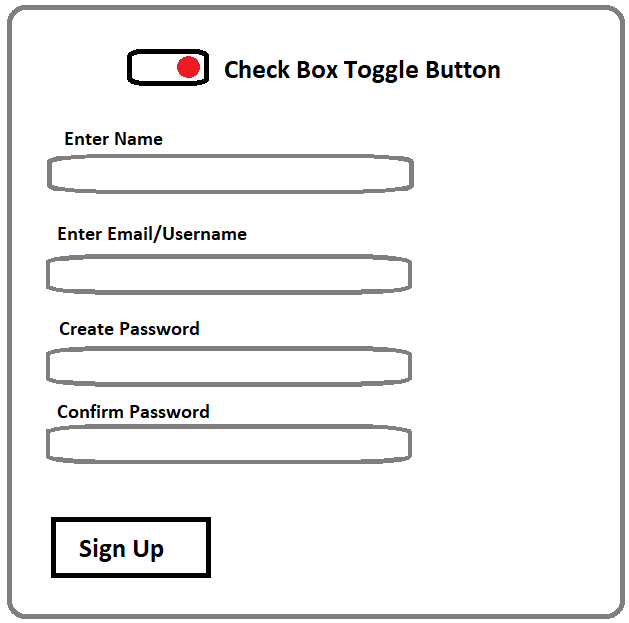 Check Box Toggle Button
Enter Name
Enter Email/Username
Create Password
Confirm Password
Sign Up